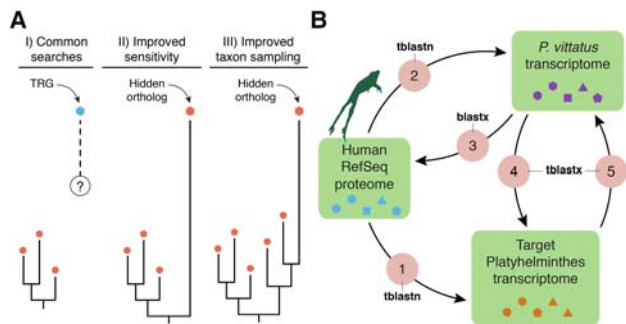 A
I) Common
searches
II) Improved
sensitivity
III) Improved
taxon sampling
TRG
Hidden
ortholog
Hidden
ortholog
?
B
tblastn
2
P. vittatus
transcriptome
blastx
3
Human
RefSeq
proteome
4
tblastx
5
1
tblastn
Target
Platyhelminthes
transcriptome